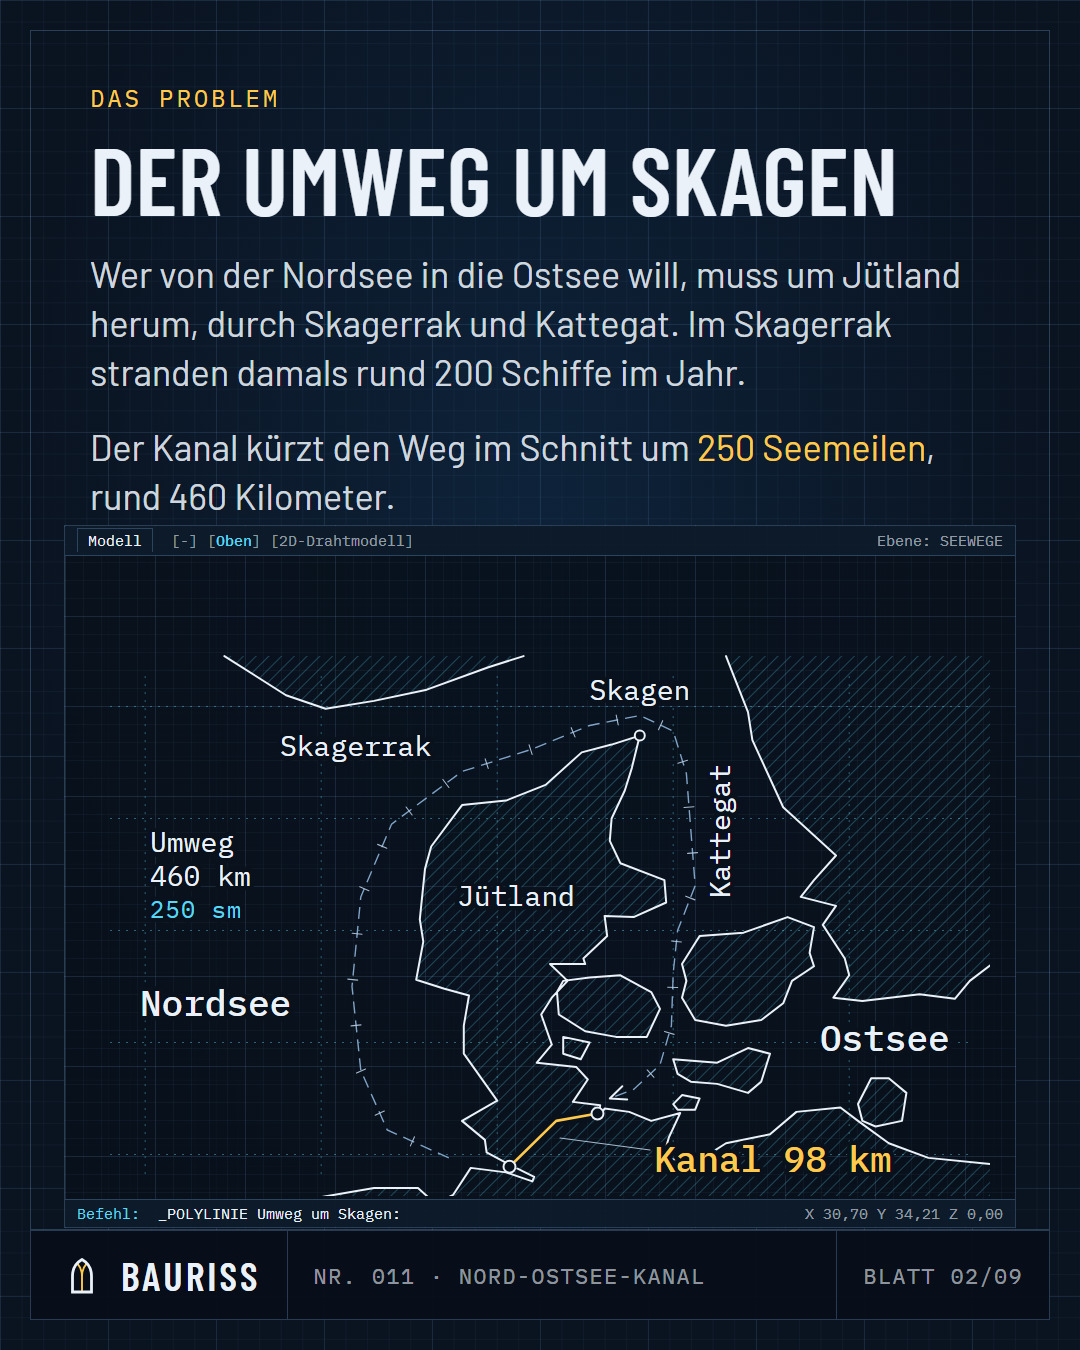 DAS PROBLEM
DER UMWEG UM SKAGEN
Wer von der Nordsee in die Ostsee will, muss um Jütland
herum, durch Skagerrak und Kattegat. Im Skagerrak
stranden damals rund 200 Schiffe im Jahr.
Der Kanal kürzt den Weg im Schnitt um 250 Seemeilen,
rund 460 Kilometer.
Modell [-] [Oben] [2D-Drahtmodell] Ebene: SEEWEGE
Skagen
Skagerrak
Kattegat
Umweg
460 km
250 sm
Jütland
Nordsee
Ostsee
Kanal 98 km
Befehl: _POLYLINIE Umweg um Skagen: X 30,70 Y 34,21 Z 0,00
BAURISS NR. 011 · NORD-OSTSEE-KANAL BLATT 02/09